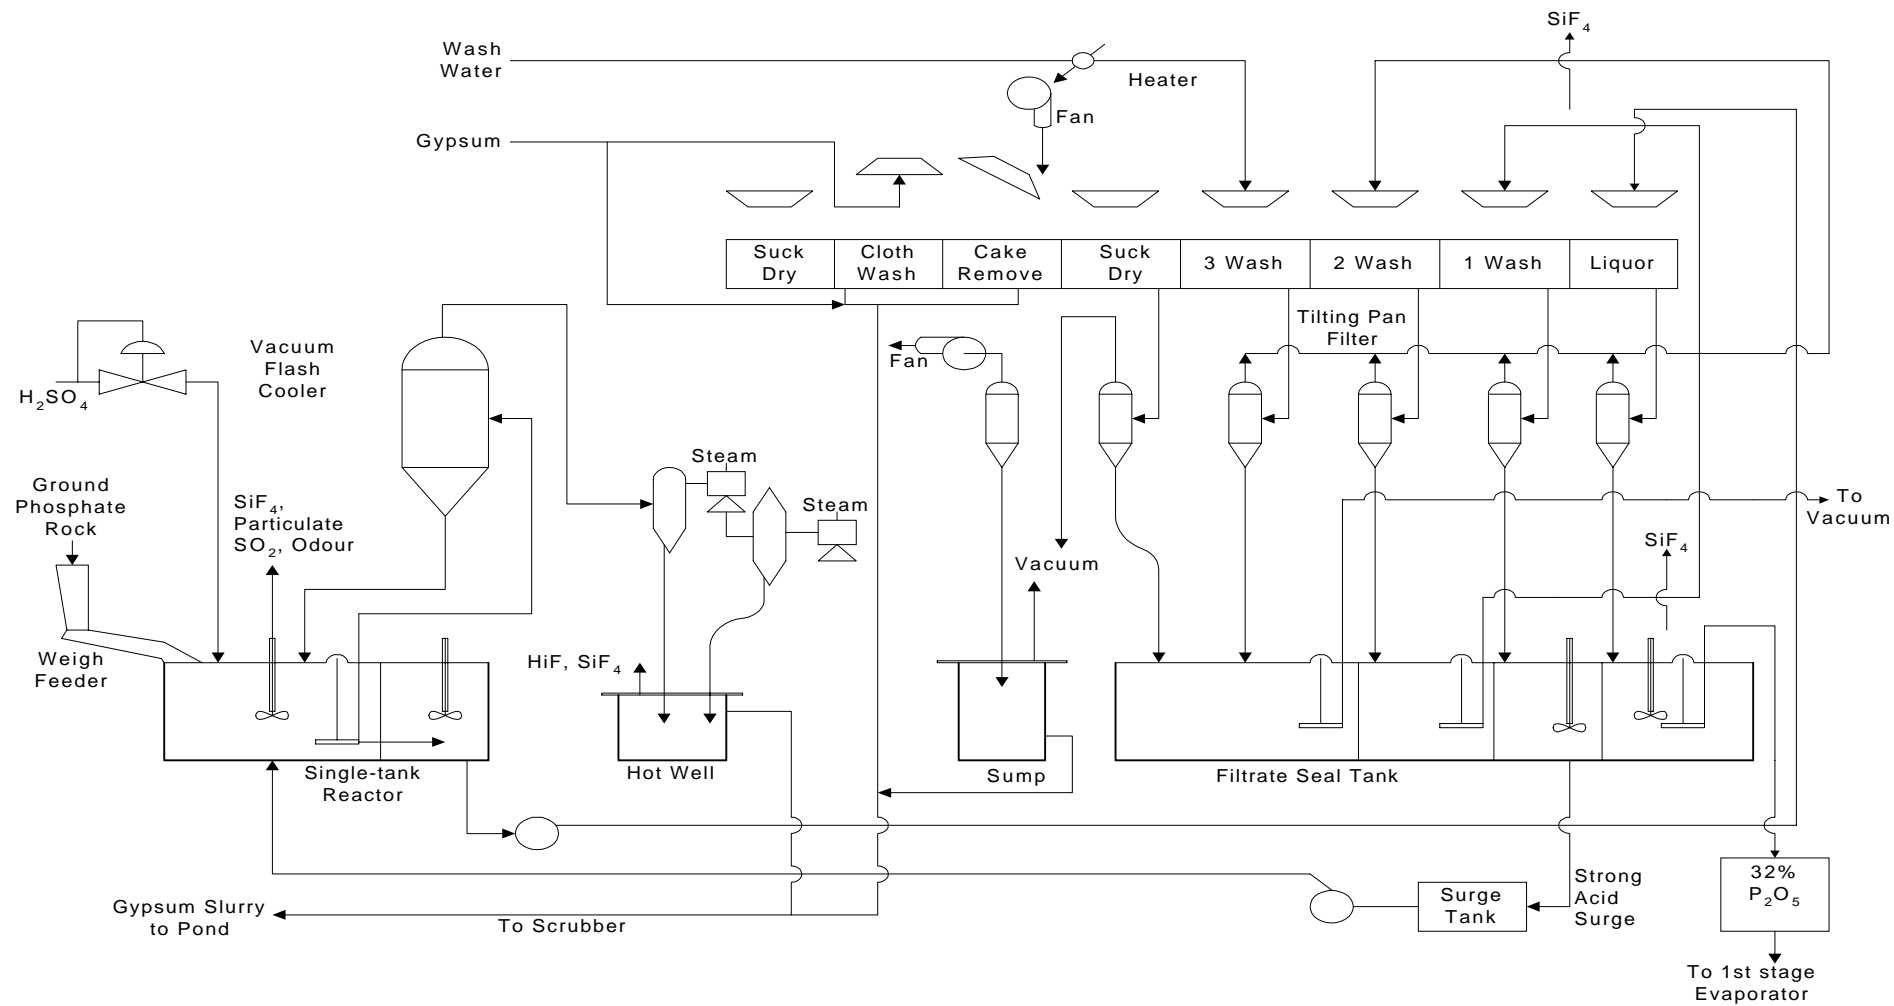 SiF4
Wash
Water
Heater
Fan
Gypsum
Suck
Dry
Cloth
Wash
Cake
Remove
Suck
Dry
3 Wash
2 Wash
1 Wash
Liquor
Tilting Pan
Filter
Vacuum
Flash
Cooler
Fan
H2SO4
Steam
Steam
Ground
Phosphate
Rock
SiF4,
Particulate
SO2, Odour
To
Vacuum
SiF4
Vacuum
Weigh
Feeder
HiF, SiF4
Single-tank
Reactor
Hot Well
Sump
Filtrate Seal Tank
32%
P2O5
Strong
Acid
Surge
Surge
Tank
Gypsum Slurry
to Pond
To Scrubber
To 1st stage
Evaporator